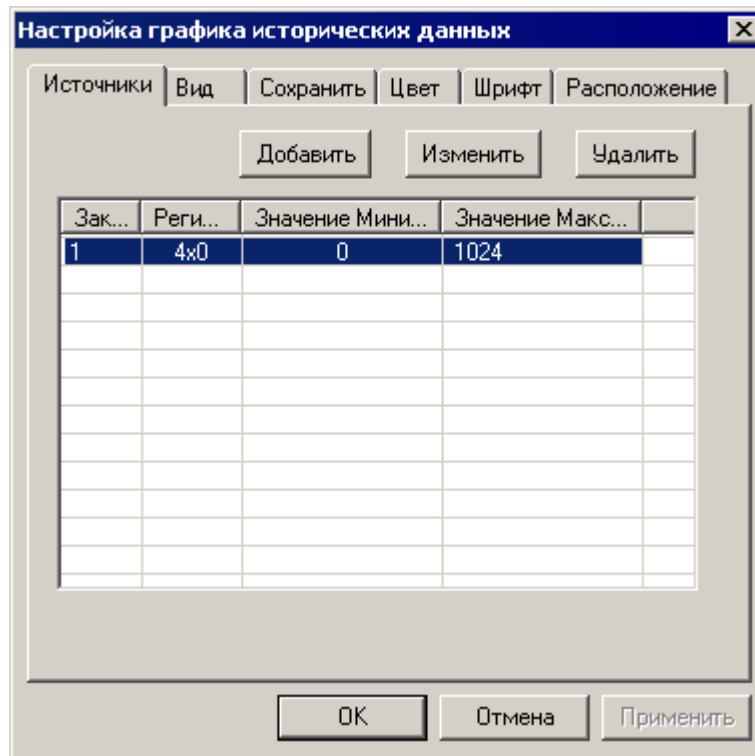 Настройка графика исторических данных
Источники Вид Сохранить Цвет Шрифт Расположение
Добавить Изменить Удалить
Зак... Реги... Значение Мини... Значение Макс...
1 4x0 0 1024
OK Отмена Применить